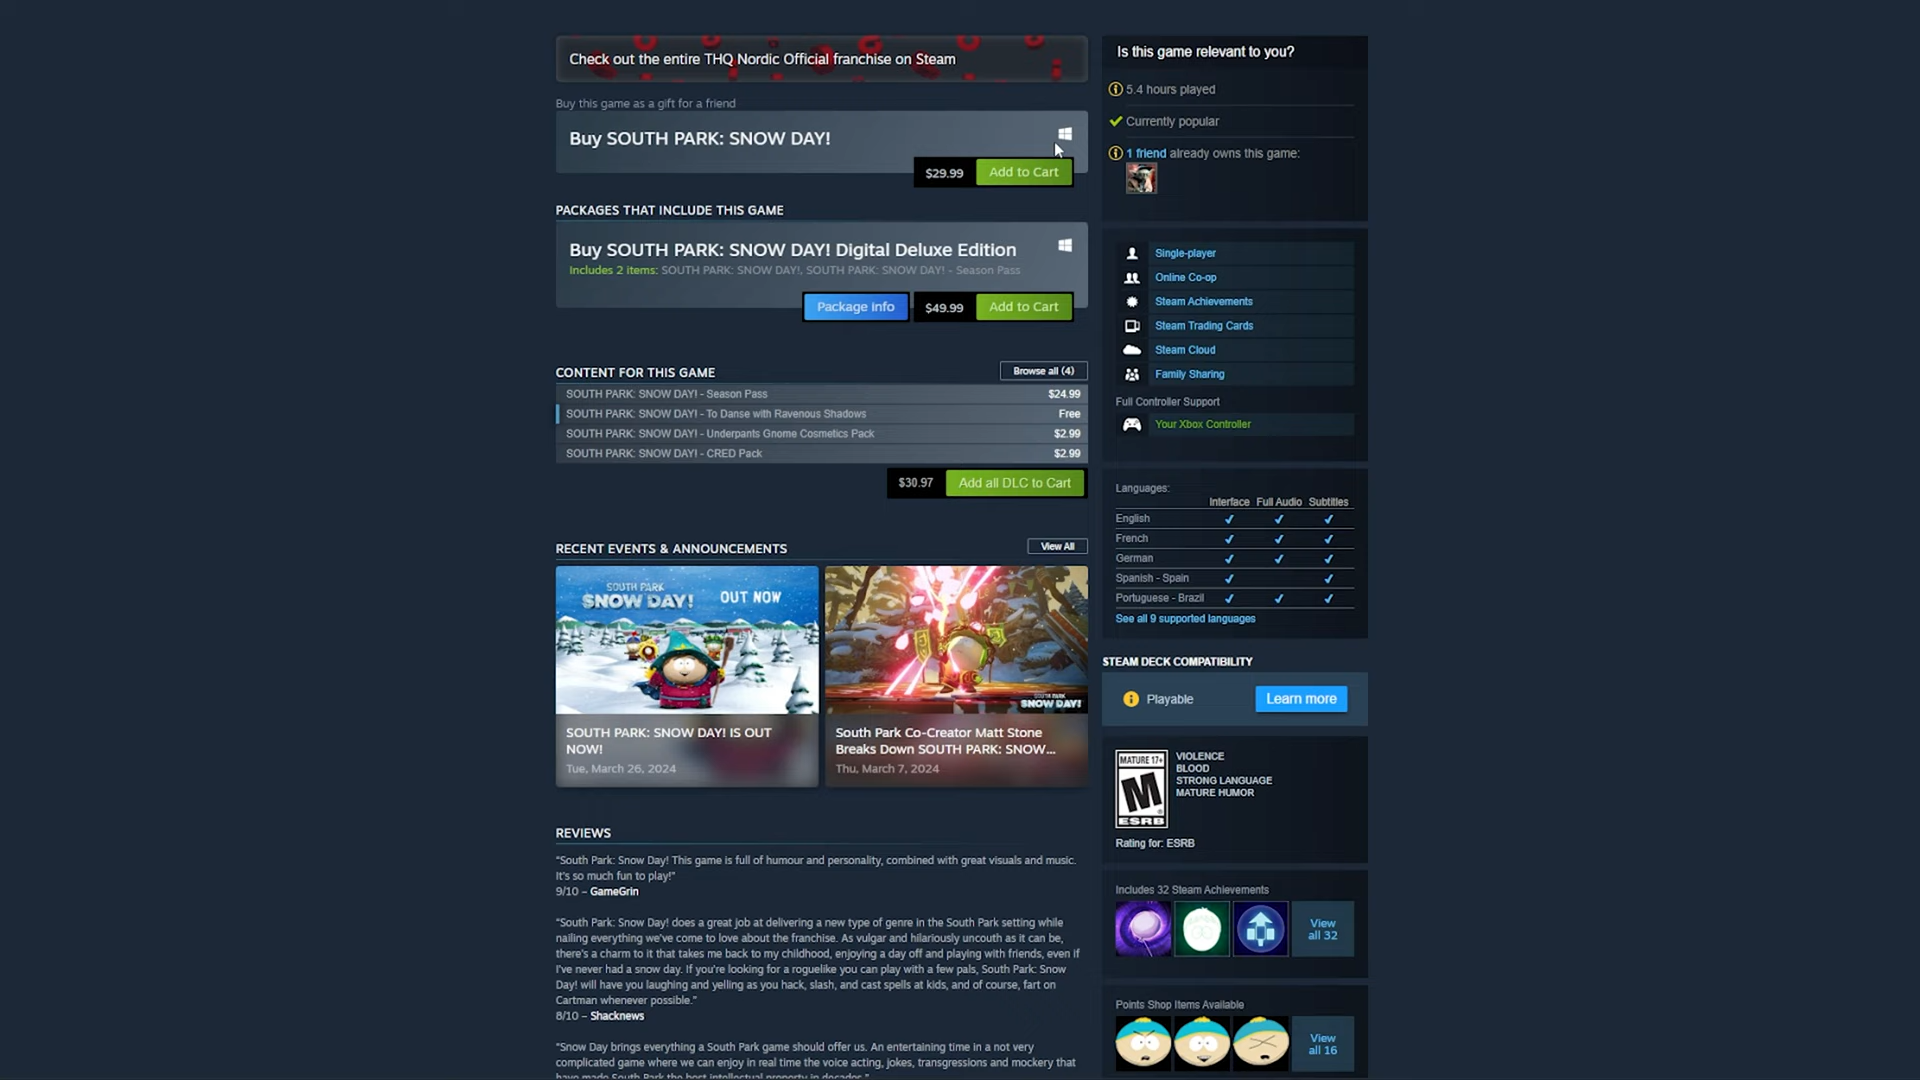 Check out the entire THQ Nordic Official franchise on Steam
Buy this game as a gift for a friend
Buy SOUTH PARK: SNOW DAY!
$29.99
Add to Cart
PACKAGES THAT INCLUDE THIS GAME
Buy SOUTH PARK: SNOW DAY! Digital Deluxe Edition
Includes 2 items: SOUTH PARK: SNOW DAY!, SOUTH PARK: SNOW DAY! - Season Pass
Package info
$49.99
Add to Cart
CONTENT FOR THIS GAME
Browse all (4)
SOUTH PARK: SNOW DAY! - Season Pass
$24.99
SOUTH PARK: SNOW DAY! - To Danse with Ravenous Shadows
Free
SOUTH PARK: SNOW DAY! - Underpants Gnome Cosmetics Pack
$2.99
SOUTH PARK: SNOW DAY! - CRED Pack
$2.99
$30.97
Add all DLC to Cart
RECENT EVENTS & ANNOUNCEMENTS
View All
SOUTH PARK
SNOW DAY!
OUT NOW
SOUTH PARK
SNOW DAY!
SOUTH PARK: SNOW DAY! IS OUT
NOW!
Tue, March 26, 2024
South Park Co-Creator Matt Stone
Breaks Down SOUTH PARK: SNOW...
Thu, March 7, 2024
REVIEWS
“South Park: Snow Day! This game is full of humour and personality, combined with great visuals and music.
It's so much fun to play!”
9/10 – GameGrin
“South Park: Snow Day! does a great job at delivering a new type of genre in the South Park setting while
nailing everything we've come to love about the franchise. As vulgar and hilariously uncouth as it can be,
there's a charm to it that takes me back to my childhood, enjoying a day off and playing with friends, even if
I've never had a snow day. If you're looking for a roguelike you can play with a few pals, South Park: Snow
Day! will have you laughing and yelling as you hack, slash, and cast spells at kids, and of course, fart on
Cartman whenever possible.”
8/10 – Shacknews
“Snow Day brings everything a South Park game should offer us. An entertaining time in a not very
complicated game where we can enjoy in real time the voice acting, jokes, transgressions and mockery that
have made South Park the best intellectual property in decades.”
Is this game relevant to you?
5.4 hours played
Currently popular
1 friend already owns this game:
Single-player
Online Co-op
Steam Achievements
Steam Trading Cards
Steam Cloud
Family Sharing
Full Controller Support
Your Xbox Controller
Languages:
Interface Full Audio Subtitles
English ✔ ✔ ✔
French ✔ ✔ ✔
German ✔ ✔ ✔
Spanish - Spain ✔ ✔
Portuguese - Brazil ✔ ✔ ✔
See all 9 supported languages
STEAM DECK COMPATIBILITY
Playable
Learn more
MATURE 17+
M
ESRB
VIOLENCE
BLOOD
STRONG LANGUAGE
MATURE HUMOR
Rating for: ESRB
Includes 32 Steam Achievements
View
all 32
Points Shop Items Available
View
all 16